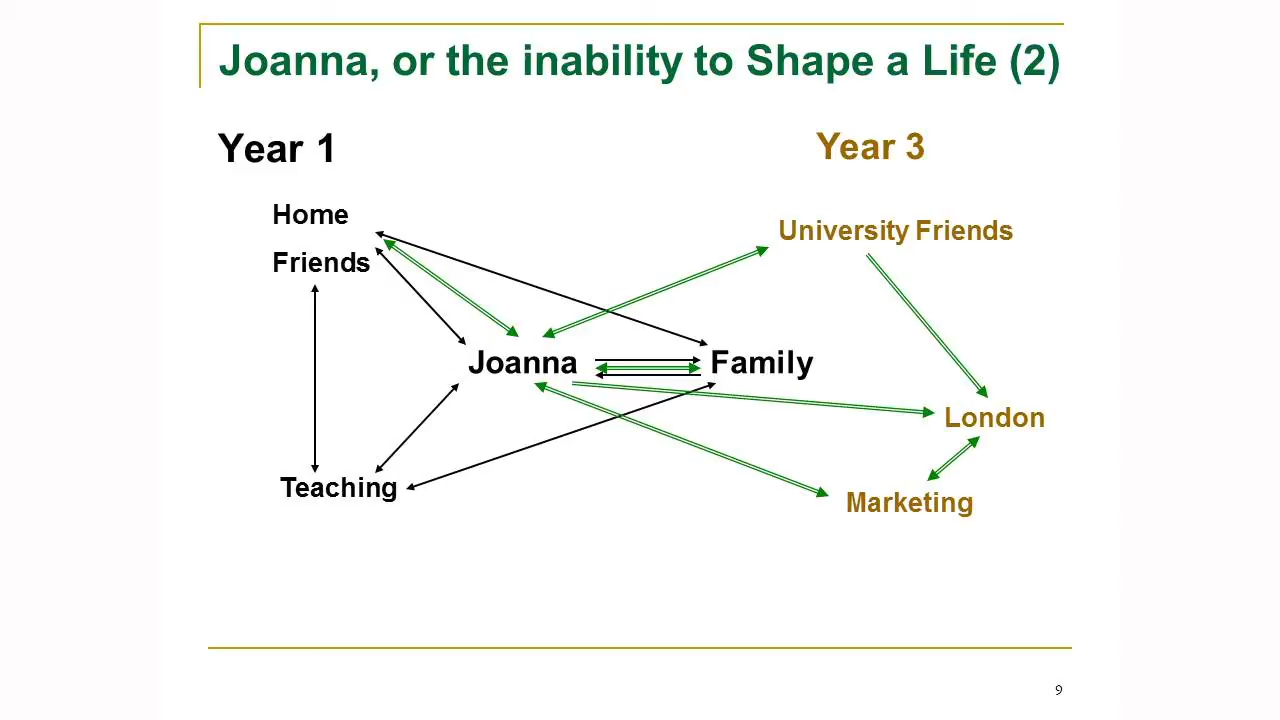 Joanna, or the inability to Shape a Life (2)
Year 1
Year 3
Home
Friends
University Friends
Joanna
Family
London
Teaching
Marketing
9